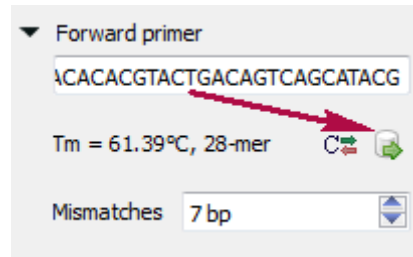 Forward primer
ACACACGTACTGACAGTCAGCATACG
Tm = 61.39°C, 28-mer C
Mismatches 7 bp